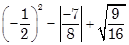 (-1/2)² - |-7/8| + √(9/16)